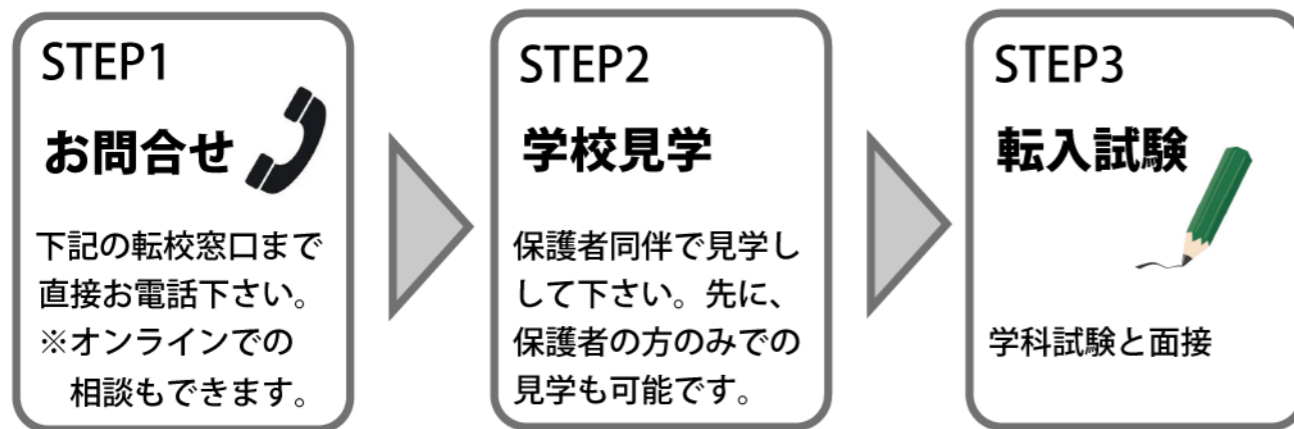 STEP1
お問合せ
下記の転校窓口まで
直接お電話下さい。
※オンラインでの
相談もできます。
STEP2
学校見学
保護者同伴で見学し
して下さい。先に、
保護者の方のみでの
見学も可能です。
STEP3
転入試験
学科試験と面接